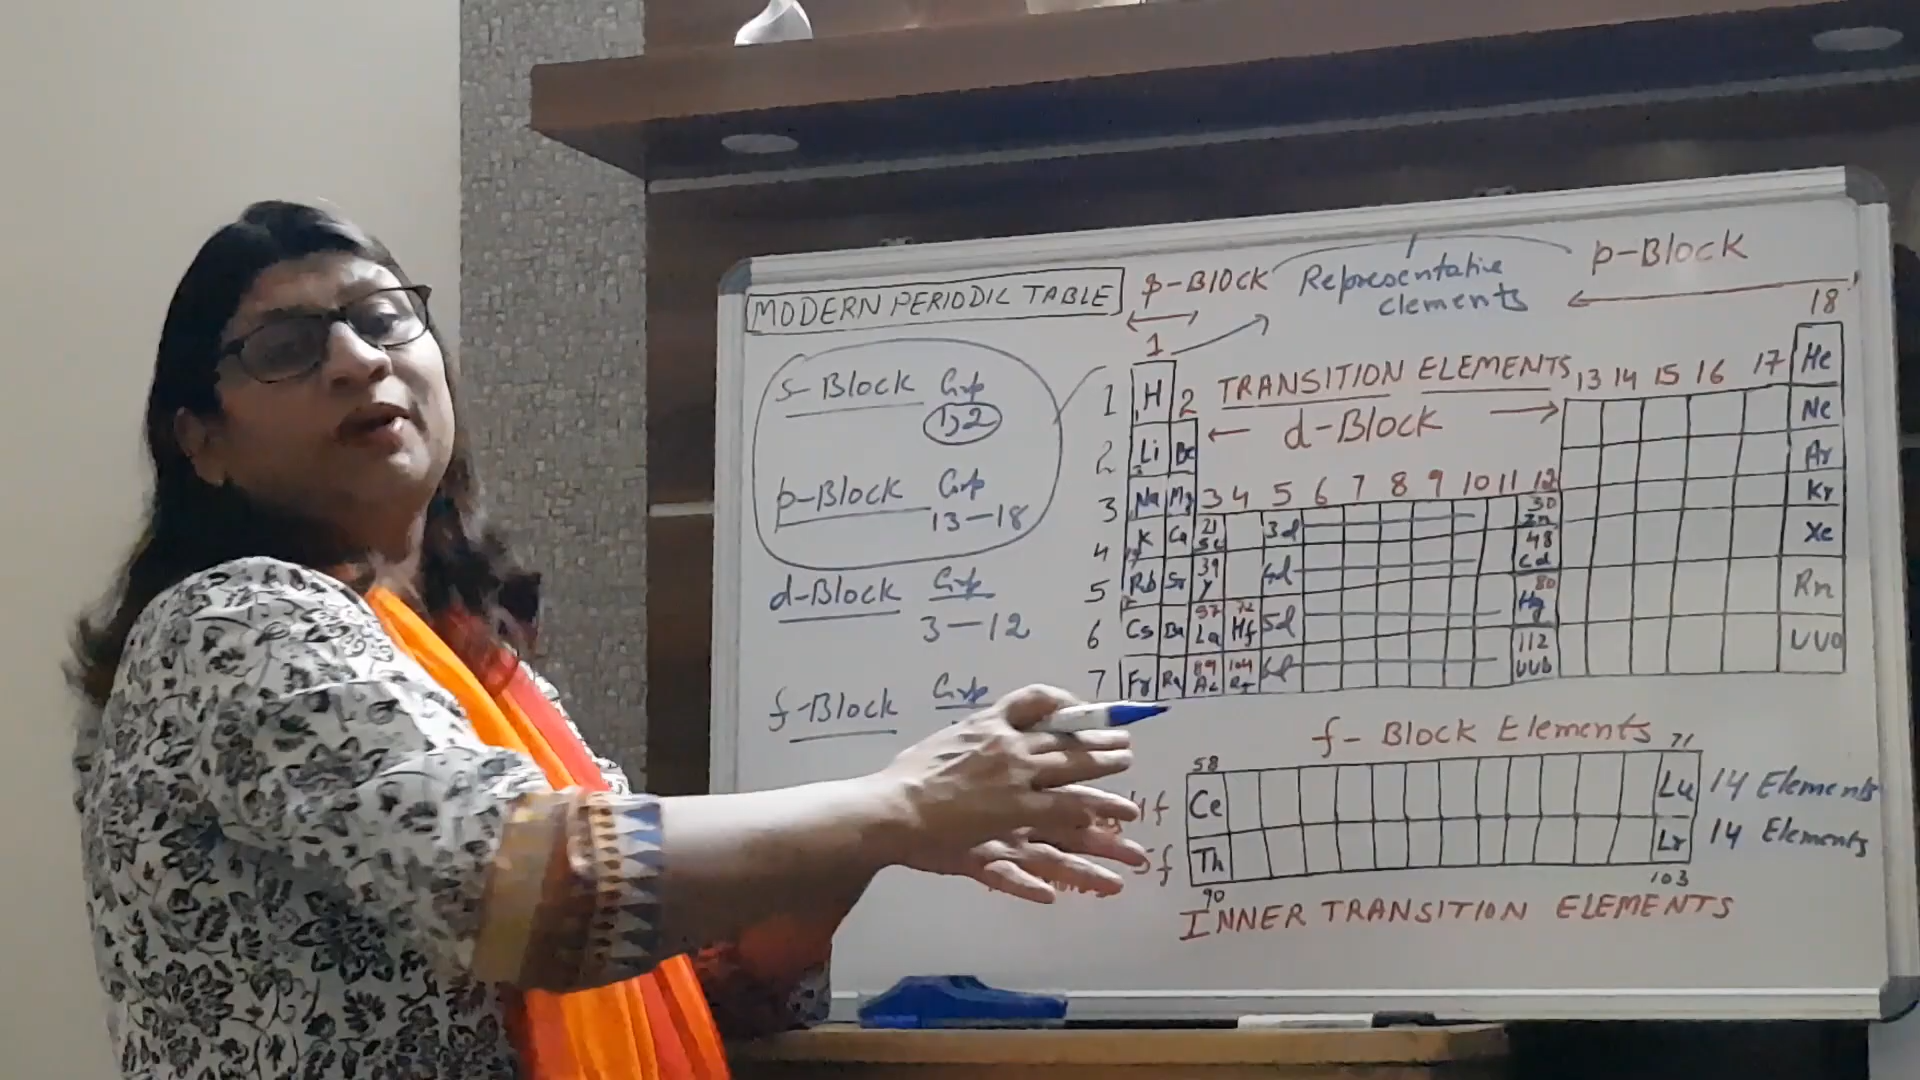 MODERN PERIODIC TABLE
s-Block Grp
1,2
p-Block Grp
13-18
d-Block Grp
3-12
f-Block Grp
s-BLOCK
Representative
elements
p-BLOCK
18
1
1 H
2
TRANSITION ELEMENTS
13 14 15 16 17
He
← d-Block →
2 Li Be
Ne
Ar
3 Na Mg
3 4 5 6 7 8 9 10 11 12
Kr
4 K Ca 21 Sc 3d 30 Zn
Xe
5 Rb Sr 39 Y 4d 48 Cd
6 Cs Ba 57 La 72 Hf 5d 80 Hg
Rn
7 Fr Ra 89 Ac 104 Rf 6d 112 UUb
UUO
f-Block Elements
58 71
4f Ce Lu 14 Elements
5f Th Lr 14 Elements
90 103
INNER TRANSITION ELEMENTS